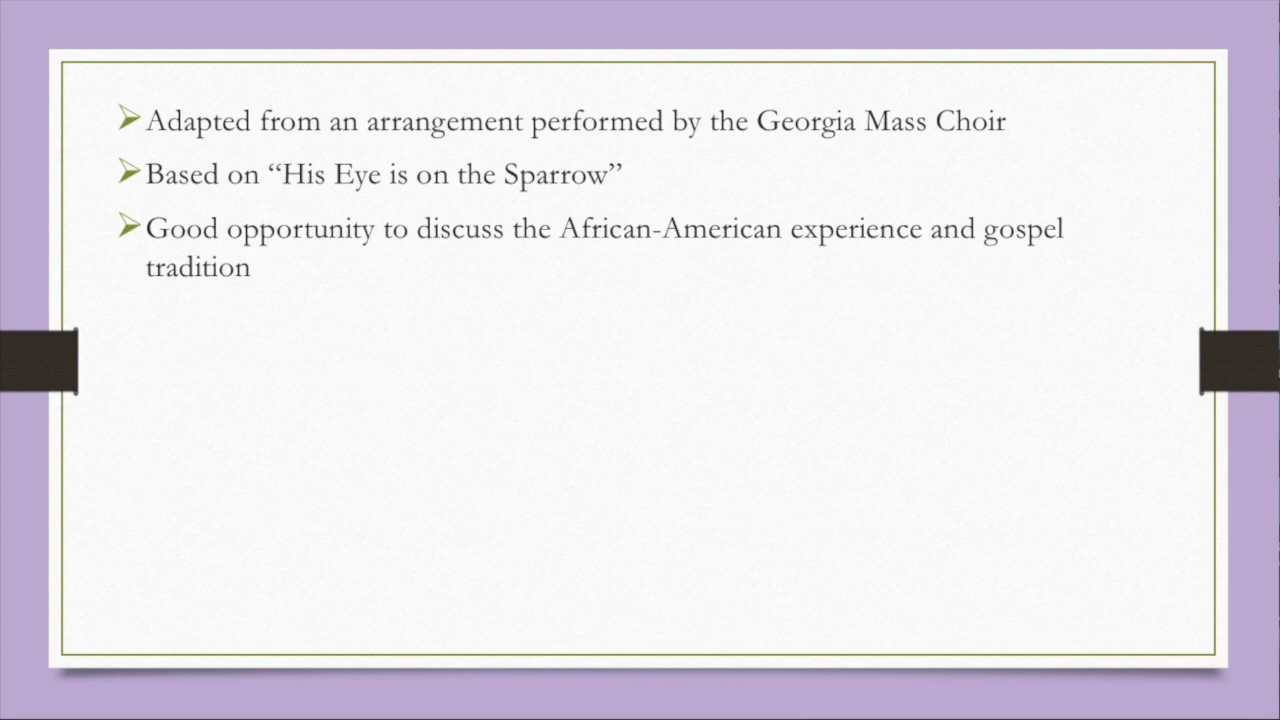 Adapted from an arrangement performed by the Georgia Mass Choir
Based on “His Eye is on the Sparrow”
Good opportunity to discuss the African-American experience and gospel
tradition